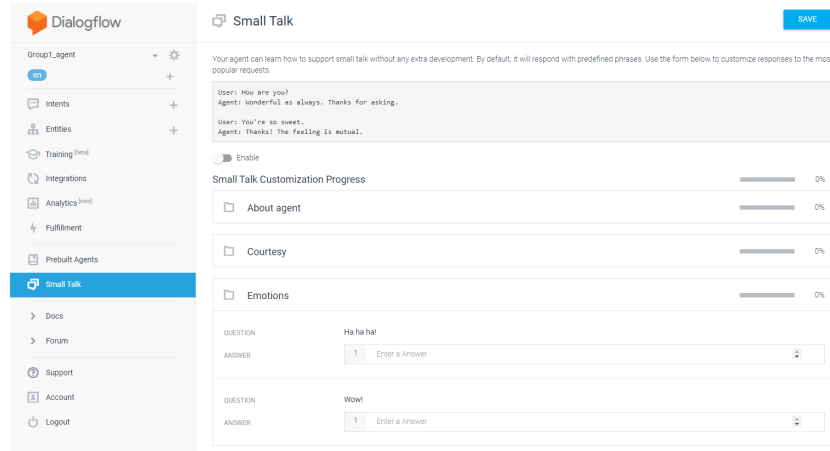 Dialogflow
Small Talk
SAVE
Group1_agent
en
Intents
Entities
Training [beta]
Integrations
Analytics [new]
Fulfillment
Prebuilt Agents
Small Talk
Docs
Forum
Support
Account
Logout
Your agent can learn how to support small talk without any extra development. By default, it will respond with predefined phrases. Use the form below to customize responses to the mos
popular requests.
User: How are you?
Agent: Wonderful as always. Thanks for asking.
User: You're so sweet.
Agent: Thanks! The feeling is mutual.
Enable
Small Talk Customization Progress 0%
About agent 0%
Courtesy 0%
Emotions 0%
QUESTION Ha ha ha!
ANSWER 1 Enter a Answer
QUESTION Wow!
ANSWER 1 Enter a Answer